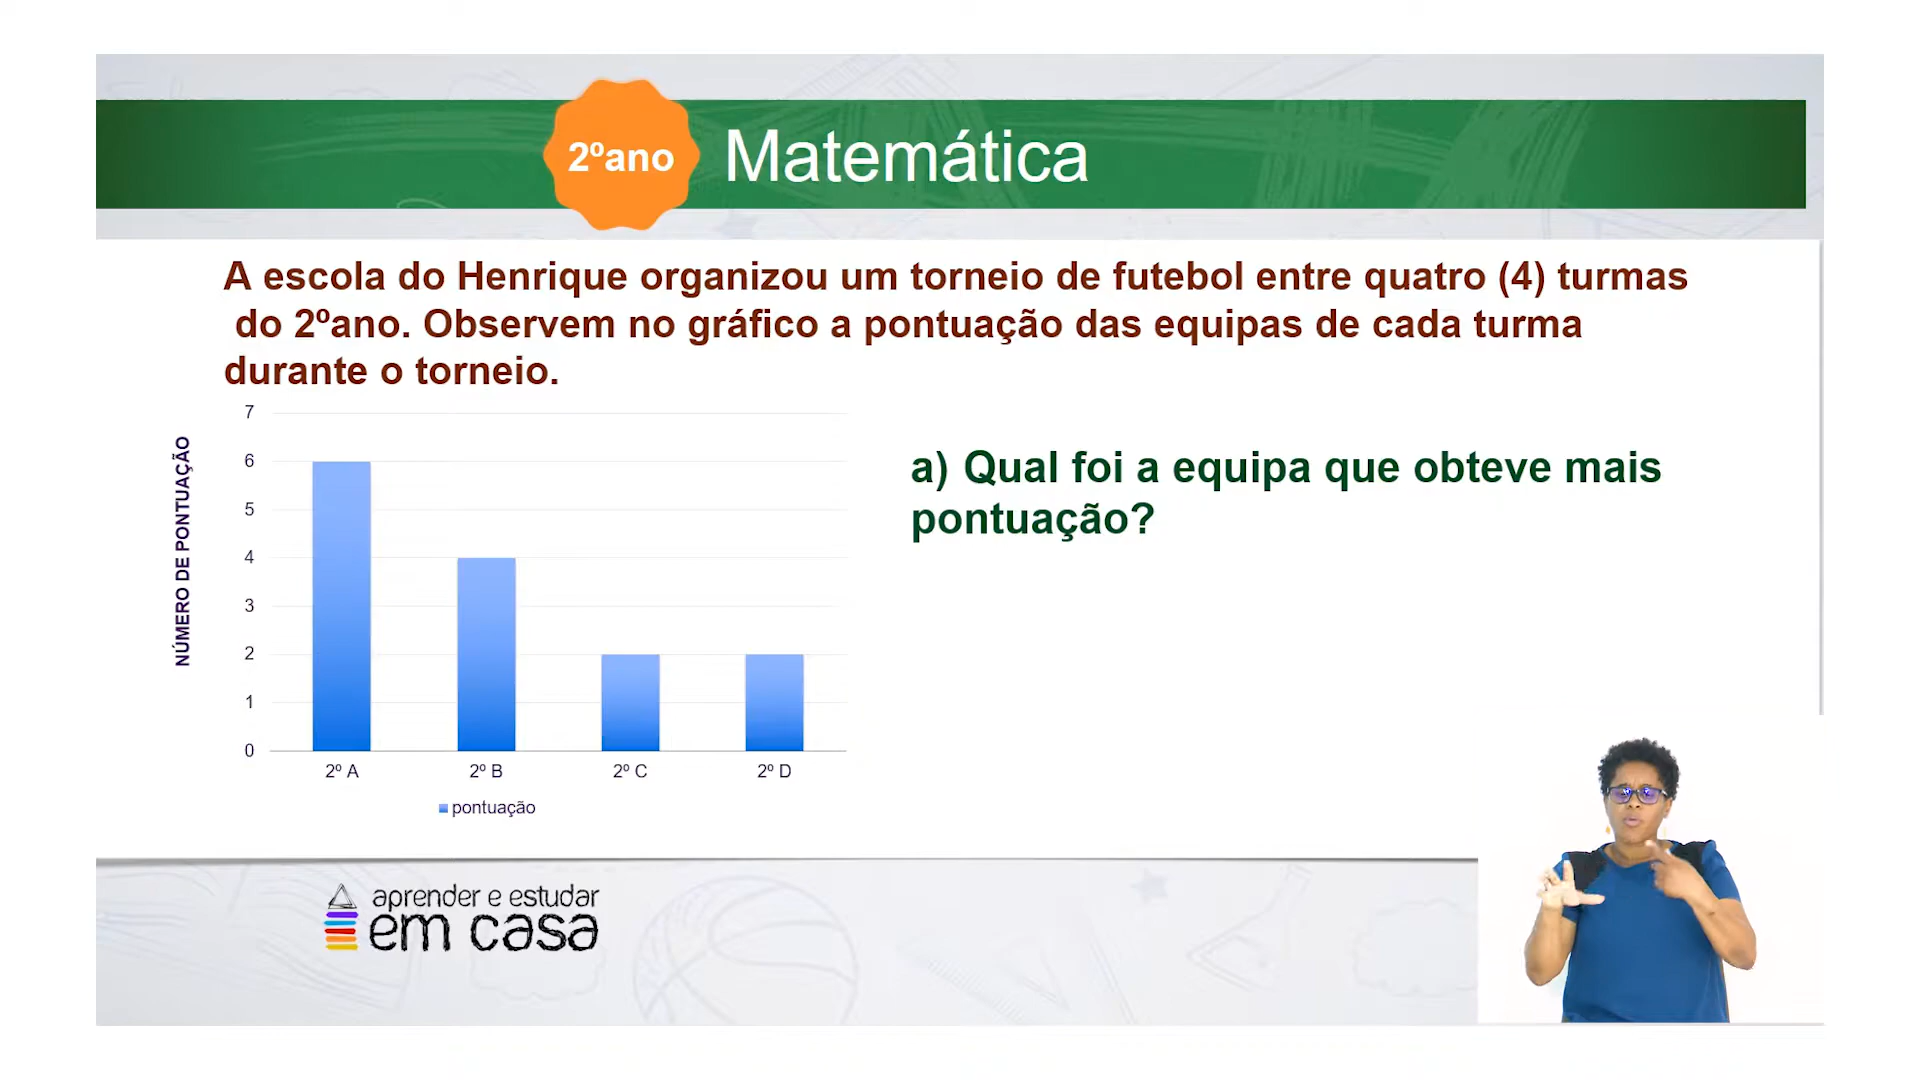 2ºano
Matemática
A escola do Henrique organizou um torneio de futebol entre quatro (4) turmas
do 2ºano. Observem no gráfico a pontuação das equipas de cada turma
durante o torneio.
NÚMERO DE PONTUAÇÃO
7
6
5
4
3
2
1
0
2º A
2º B
2º C
2º D
pontuação
a) Qual foi a equipa que obteve mais
pontuação?
aprender e estudar
em casa